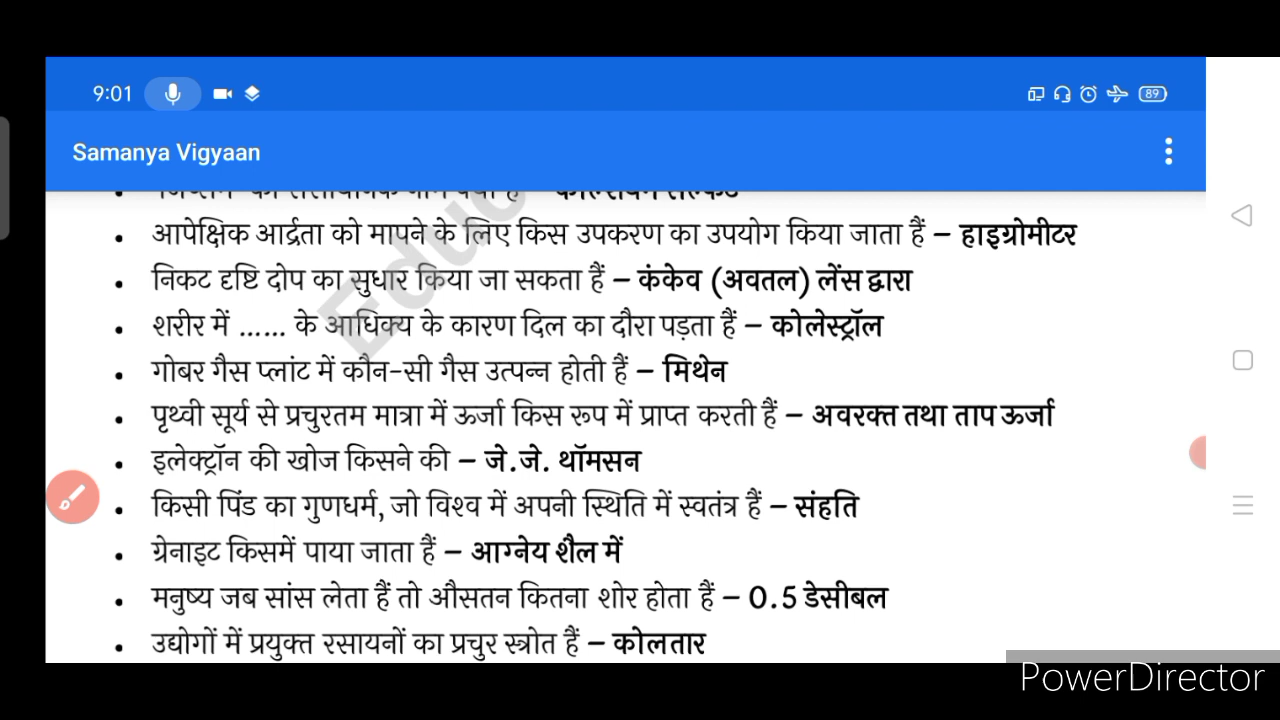 9:01
89
Samanya Vigyaan
• आपेक्षिक आर्द्रता को मापने के लिए किस उपकरण का उपयोग किया जाता हैं – हाइग्रोमीटर
• निकट दृष्टि दोप का सुधार किया जा सकता हैं – कंकेव (अवतल) लेंस द्वारा
• शरीर में ...... के आधिक्य के कारण दिल का दौरा पड़ता हैं – कोलेस्ट्रॉल
• गोबर गैस प्लांट में कौन-सी गैस उत्पन्न होती हैं – मिथेन
• पृथ्वी सूर्य से प्रचुरतम मात्रा में ऊर्जा किस रूप में प्राप्त करती हैं – अवरक्त तथा ताप ऊर्जा
• इलेक्ट्रॉन की खोज किसने की – जे.जे. थॉमसन
• किसी पिंड का गुणधर्म, जो विश्व में अपनी स्थिति में स्वतंत्र हैं – संहति
• ग्रेनाइट किसमें पाया जाता हैं – आग्नेय शैल में
• मनुष्य जब सांस लेता हैं तो औसतन कितना शोर होता हैं – 0.5 डेसीबल
• उद्योगों में प्रयुक्त रसायनों का प्रचुर स्त्रोत हैं – कोलतार
PowerDirector